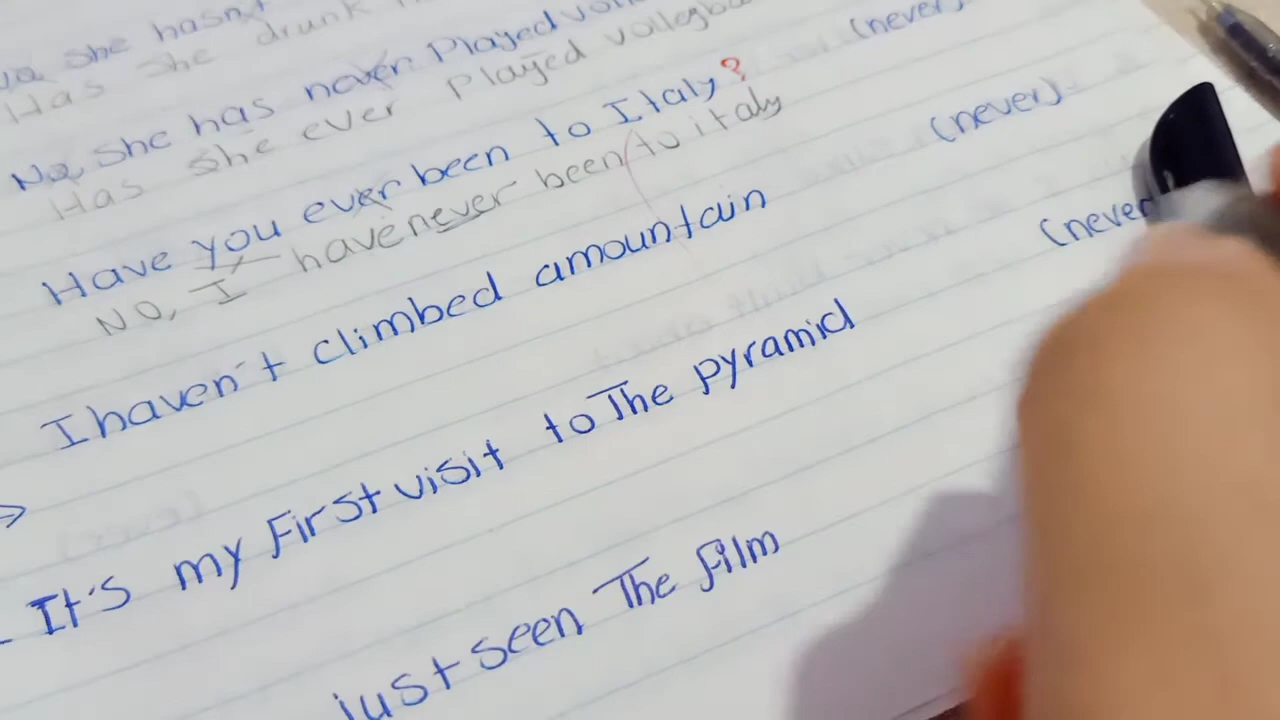 she hasn't
Has she drunk
No, she has never Played
Has she ever Played volleyba
(never)
Have you ever been to Italy?
No, I have never been to italy
(never)
I haven't climbed a mountain
(never
It's my First visit to The pyramid
just seen The film